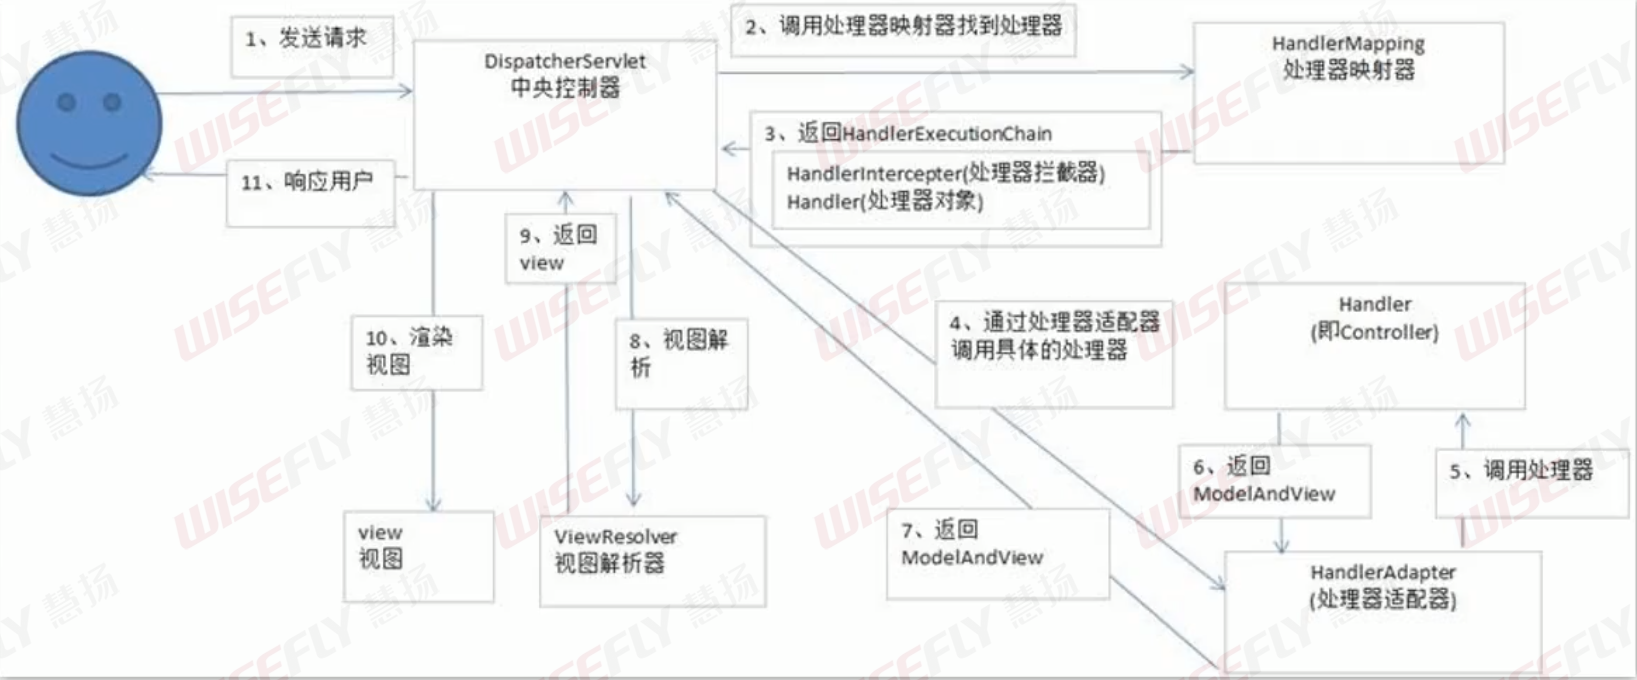 1、发送请求
DispatcherServlet
中央控制器
2、调用处理器映射器找到处理器
HandlerMapping
处理器映射器
3、返回HandlerExecutionChain
HandlerIntercepter(处理器拦截器)
Handler(处理器对象)
11、响应用户
9、返回
view
10、渲染
视图
8、视图解
析
4、通过处理器适配器
调用具体的处理器
Handler
(即Controller)
6、返回
ModelAndView
5、调用处理器
view
视图
ViewResolver
视图解析器
7、返回
ModelAndView
HandlerAdapter
(处理器适配器)
WISEFLY 慧扬